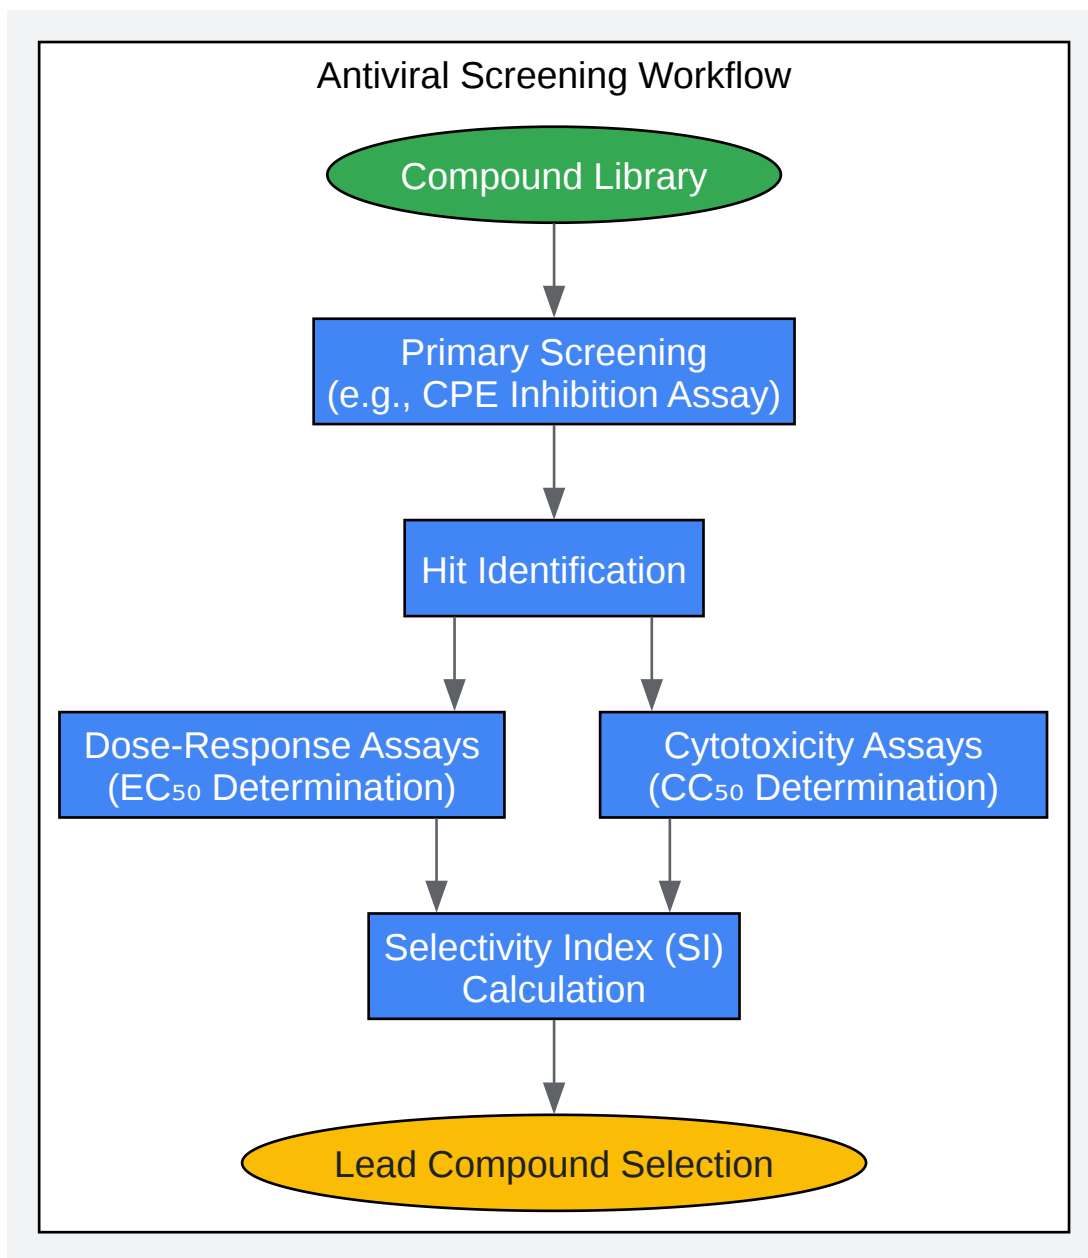 Antiviral Screening Workflow
Compound Library
Primary Screening
(e.g., CPE Inhibition Assay)
Hit Identification
Dose-Response Assays
(EC₅₀ Determination)
Cytotoxicity Assays
(CC₅₀ Determination)
Selectivity Index (SI)
Calculation
Lead Compound Selection